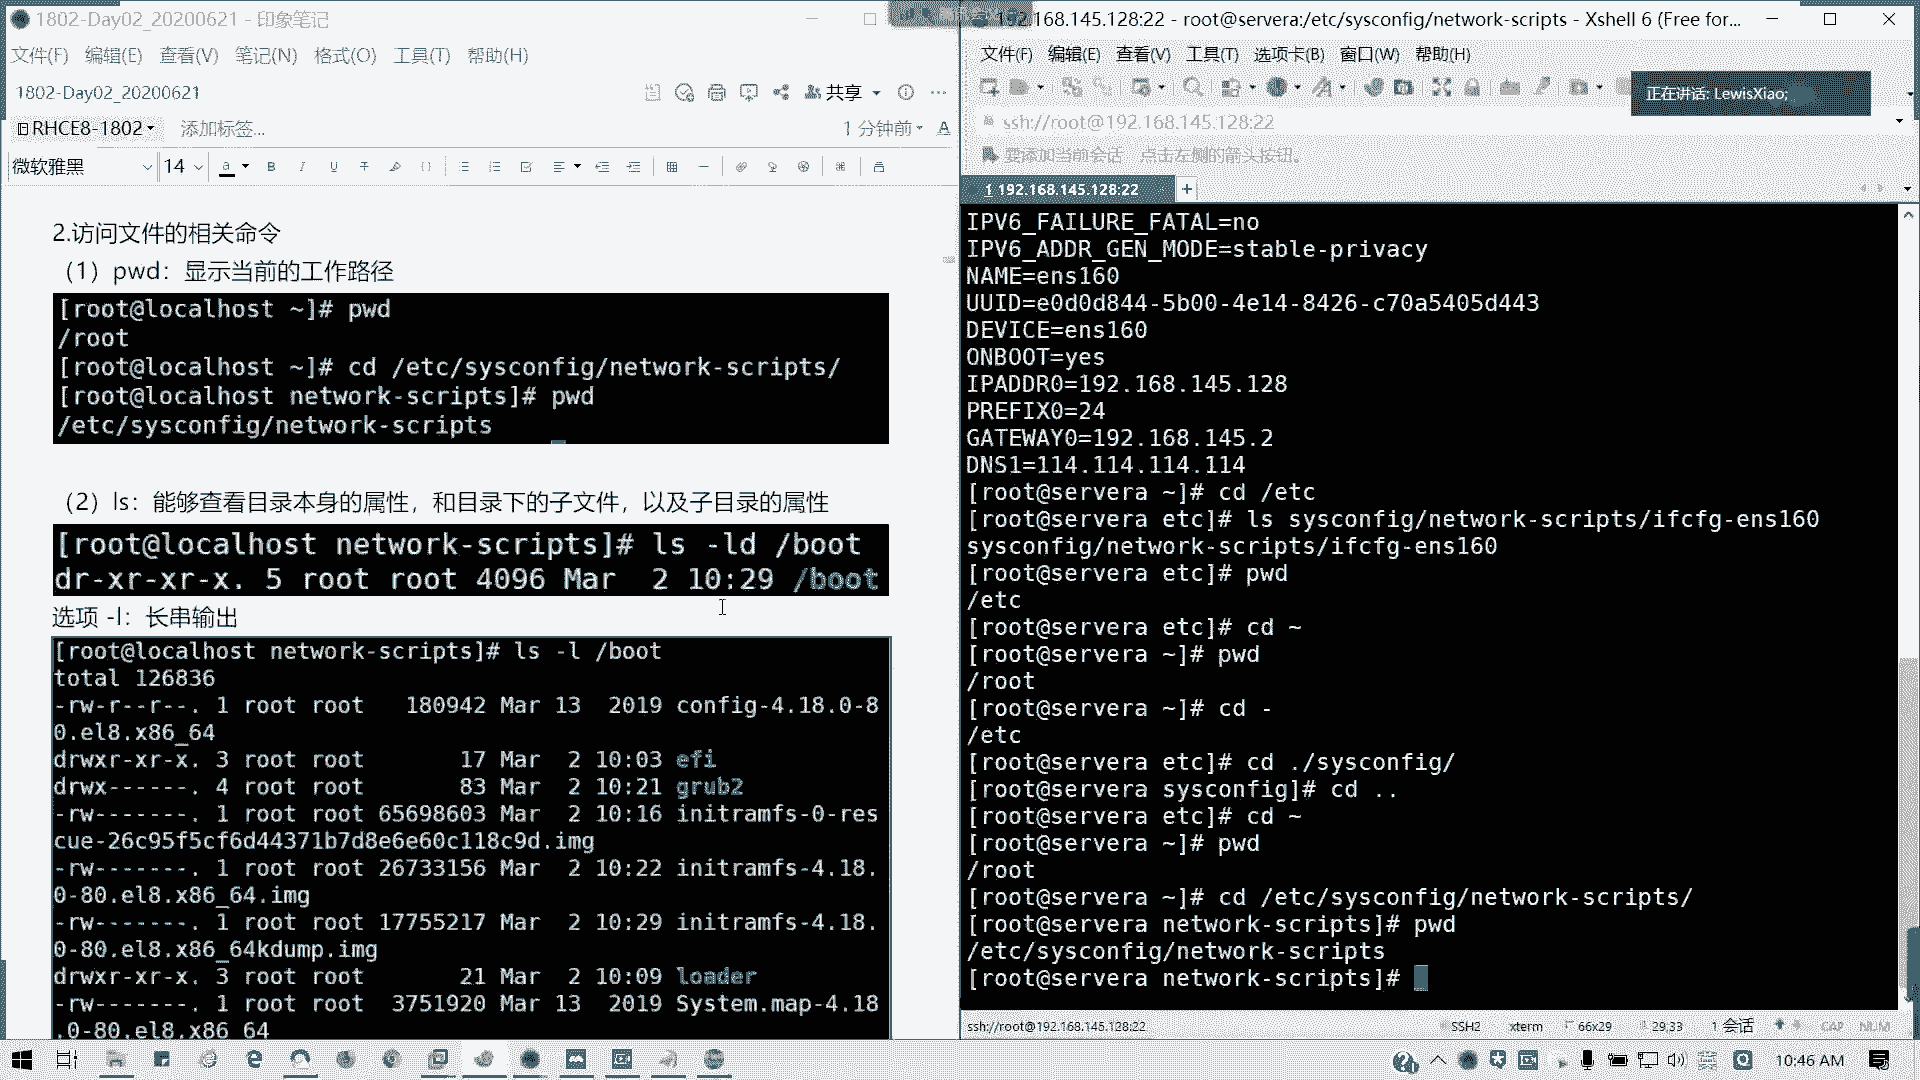 1802-Day02_20200621 - 印象笔记
文件(F) 编辑(E) 查看(V) 笔记(N) 格式(O) 工具(T) 帮助(H)
1802-Day02_20200621
共享
RHCE8-1802
添加标签...
1 分钟前
微软雅黑
14
2.访问文件的相关命令
（1）pwd：显示当前的工作路径
[root@localhost ~]# pwd
/root
[root@localhost ~]# cd /etc/sysconfig/network-scripts/
[root@localhost network-scripts]# pwd
/etc/sysconfig/network-scripts
（2）ls：能够查看目录本身的属性，和目录下的子文件，以及子目录的属性
[root@localhost network-scripts]# ls -ld /boot
dr-xr-xr-x. 5 root root 4096 Mar  2 10:29 /boot
选项 -l：长串输出
[root@localhost network-scripts]# ls -l /boot
total 126836
-rw-r--r--. 1 root root   180942 Mar 13  2019 config-4.18.0-8
0.el8.x86_64
drwxr-xr-x. 3 root root       17 Mar  2 10:03 efi
drwx------. 4 root root       83 Mar  2 10:21 grub2
-rw-------. 1 root root 65698603 Mar  2 10:16 initramfs-0-res
cue-26c95f5cf6d44371b7d8e6e60c118c9d.img
-rw-------. 1 root root 26733156 Mar  2 10:22 initramfs-4.18.
0-80.el8.x86_64.img
-rw-------. 1 root root 17755217 Mar  2 10:29 initramfs-4.18.
0-80.el8.x86_64kdump.img
drwxr-xr-x. 3 root root       21 Mar  2 10:09 loader
-rw-------. 1 root root  3751920 Mar 13  2019 System.map-4.18
.0-80.el8.x86_64
192.168.145.128:22 - root@servera:/etc/sysconfig/network-scripts - Xshell 6 (Free for...
文件(F) 编辑(E) 查看(V) 工具(T) 选项卡(B) 窗口(W) 帮助(H)
正在讲话: LewisXiao;
ssh://root@192.168.145.128:22
要添加当前会话，点击左侧的箭头按钮。
1 192.168.145.128:22
IPV6_FAILURE_FATAL=no
IPV6_ADDR_GEN_MODE=stable-privacy
NAME=ens160
UUID=e0d0d844-5b00-4e14-8426-c70a5405d443
DEVICE=ens160
ONBOOT=yes
IPADDR0=192.168.145.128
PREFIX0=24
GATEWAY0=192.168.145.2
DNS1=114.114.114.114
[root@servera ~]# cd /etc
[root@servera etc]# ls sysconfig/network-scripts/ifcfg-ens160
sysconfig/network-scripts/ifcfg-ens160
[root@servera etc]# pwd
/etc
[root@servera etc]# cd ~
[root@servera ~]# pwd
/root
[root@servera ~]# cd -
/etc
[root@servera etc]# cd ./sysconfig/
[root@servera sysconfig]# cd ..
[root@servera etc]# cd ~
[root@servera ~]# pwd
/root
[root@servera ~]# cd /etc/sysconfig/network-scripts/
[root@servera network-scripts]# pwd
/etc/sysconfig/network-scripts
[root@servera network-scripts]#
ssh://root@192.168.145.128:22
SSH2
xterm
66x29
29,33
1 会话
CAP NUM
英
10:46 AM